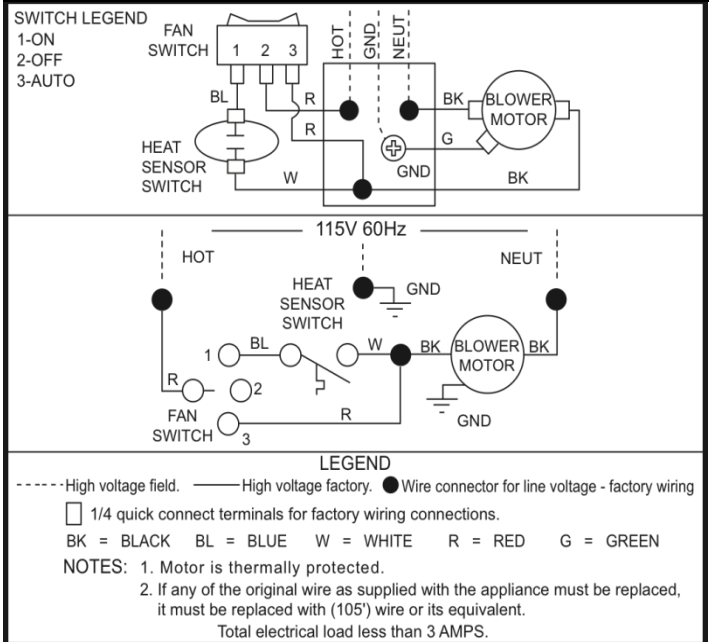 SWITCH LEGEND
1-ON
2-OFF
3-AUTO
FAN
SWITCH
1 2 3
HOT
GND
NEUT
BL
R
R
BK
BLOWER
MOTOR
G
GND
HEAT
SENSOR
SWITCH
W
BK
115V 60Hz
HOT
NEUT
HEAT
SENSOR
SWITCH
GND
1
BL
W
BK
BLOWER
MOTOR
BK
R
2
FAN
SWITCH
3
R
GND
LEGEND
High voltage field. High voltage factory. Wire connector for line voltage - factory wiring
1/4 quick connect terminals for factory wiring connections.
BK = BLACK BL = BLUE W = WHITE R = RED G = GREEN
NOTES: 1. Motor is thermally protected.
2. If any of the original wire as supplied with the appliance must be replaced,
it must be replaced with (105') wire or its equivalent.
Total electrical load less than 3 AMPS.